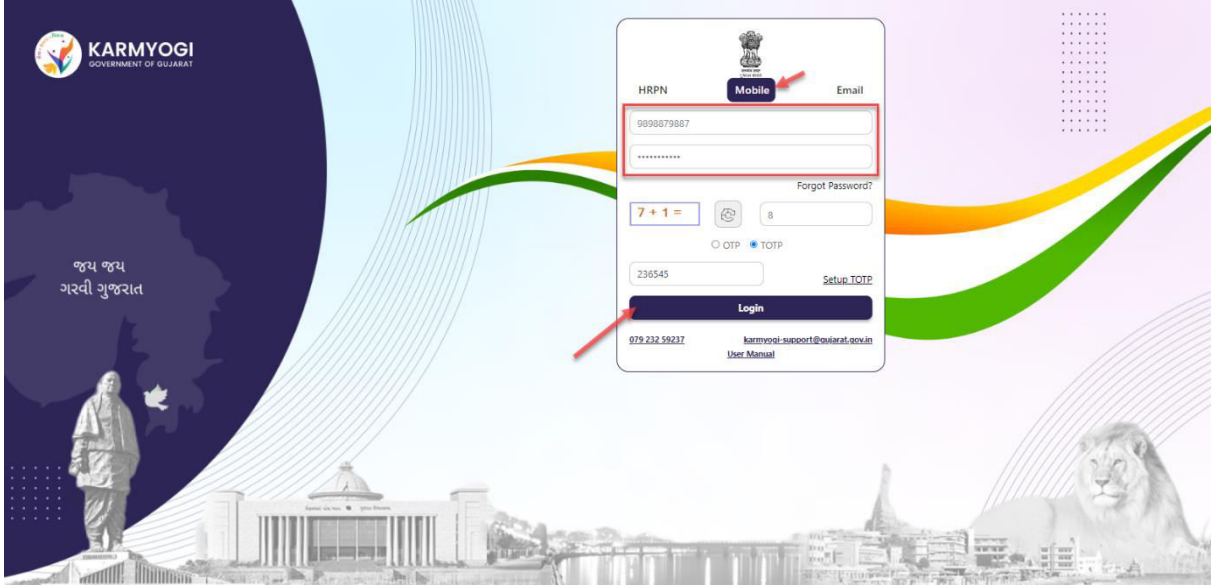 KARMYOGI
GOVERNMENT OF GUJARAT
જય જય
ગરવી ગુજરાત
HRPN Mobile Email
9898879887
•••••••••••
Forgot Password?
7 + 1 = 8
OTP TOTP
236545 Setup TOTP
Login
079 232 59237 karmyogi-support@gujarat.gov.in
User Manual